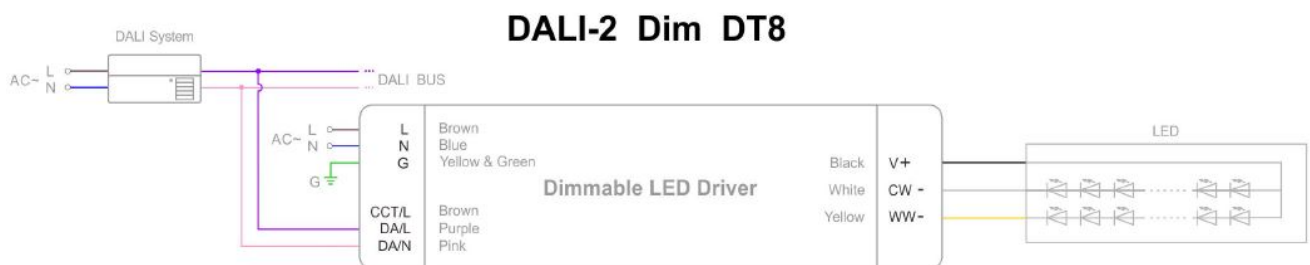 DALI-2 Dim DT8
DALI System
AC~ L
N
DALI BUS
AC~ L
N
G
L Brown
N Blue
G Yellow & Green
CCT/L Brown
DA/L Purple
DA/N Pink
Dimmable LED Driver
Black V+
White CW -
Yellow WW-
LED